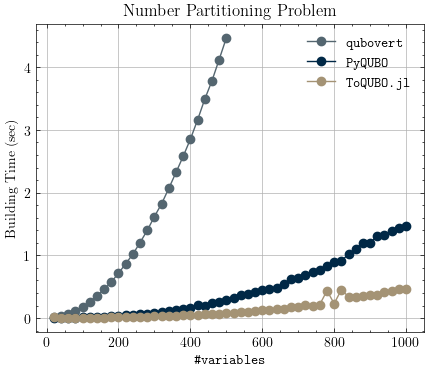 Number Partitioning Problem
Building Time (sec)
4
3
2
1
0
qubovert
PyQUBO
ToQUBO.jl
0 200 400 600 800 1000
#variables